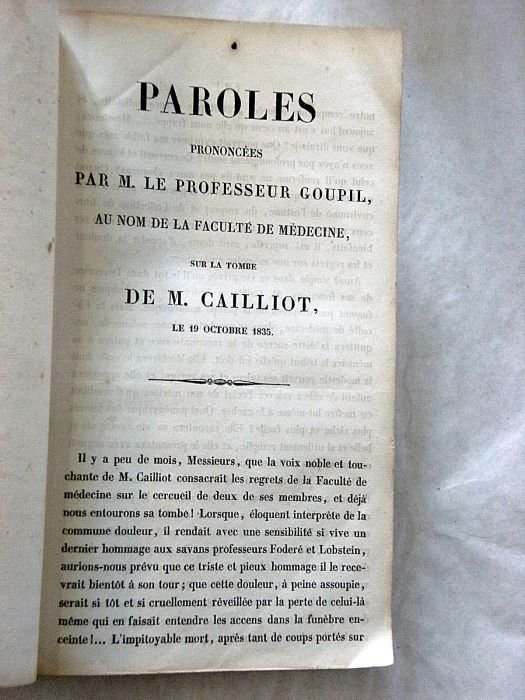 PAROLES
PRONONCÉES
PAR M. LE PROFESSEUR GOUPIL,
AU NOM DE LA FACULTÉ DE MÉDECINE,
SUR LA TOMBE
DE M. CAILLIOT,
LE 19 OCTOBRE 1835.
Il y a peu de mois, Messieurs, que la voix noble et tou-
chante de M. Cailliot consacrait les regrets de la Faculté de
médecine sur le cercueil de deux de ses membres, et déjà
nous entourons sa tombe! Lorsque, éloquent interprète de la
commune douleur, il rendait avec une sensibilité si vive un
dernier hommage aux savans professeurs Foderé et Lobstein,
aurions-nous prévu que ce triste et pieux hommage il le rece-
vrait bientôt à son tour; que cette douleur, à peine assoupie,
serait si tôt et si cruellement réveillée par la perte de celui-là
même qui en faisait entendre les accens dans la funèbre en-
ceinte!... L'impitoyable mort, après tant de coups portés sur